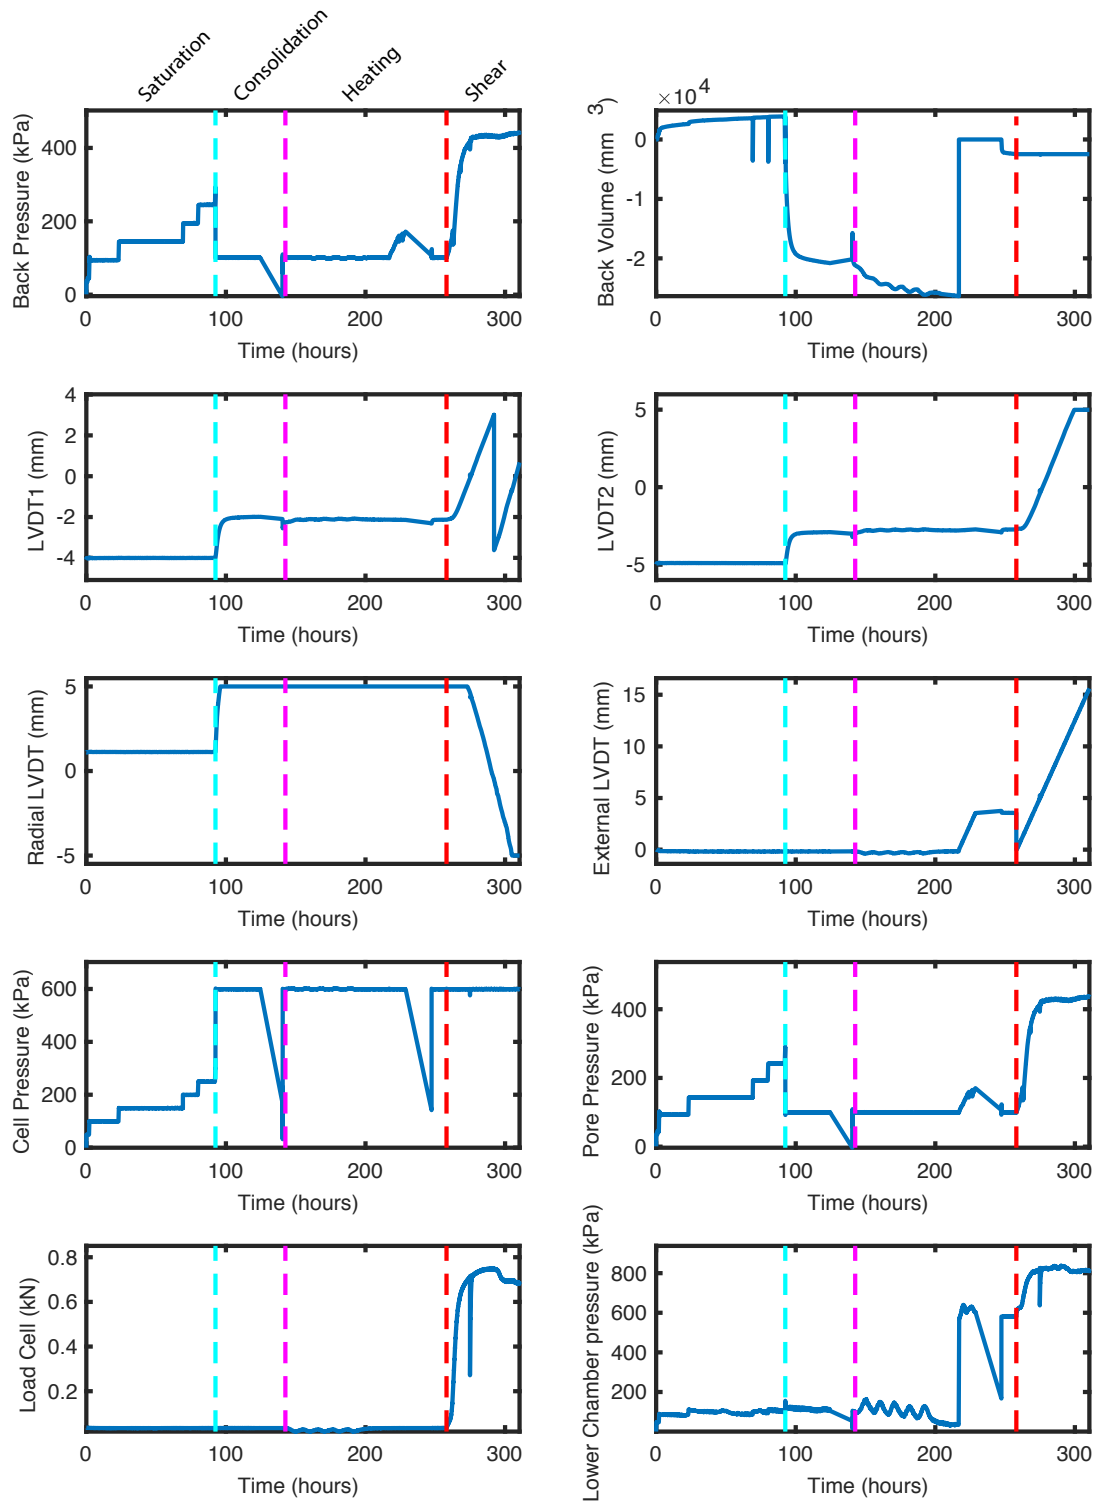 Saturation
Consolidation
Heating
Shear
Back Pressure (kPa)
400
200
0
0 100 200 300
Time (hours)
×10⁴
Back Volume (mm 3)
0
-1
-2
0 100 200 300
Time (hours)
LVDT1 (mm)
4
2
0
-2
-4
0 100 200 300
Time (hours)
LVDT2 (mm)
5
0
-5
0 100 200 300
Time (hours)
Radial LVDT (mm)
5
0
-5
0 100 200 300
Time (hours)
External LVDT (mm)
15
10
5
0
0 100 200 300
Time (hours)
Cell Pressure (kPa)
600
400
200
0
0 100 200 300
Time (hours)
Pore Pressure (kPa)
400
200
0
0 100 200 300
Time (hours)
Load Cell (kN)
0.8
0.6
0.4
0.2
0 100 200 300
Time (hours)
Lower Chamber pressure (kPa)
800
600
400
200
0 100 200 300
Time (hours)